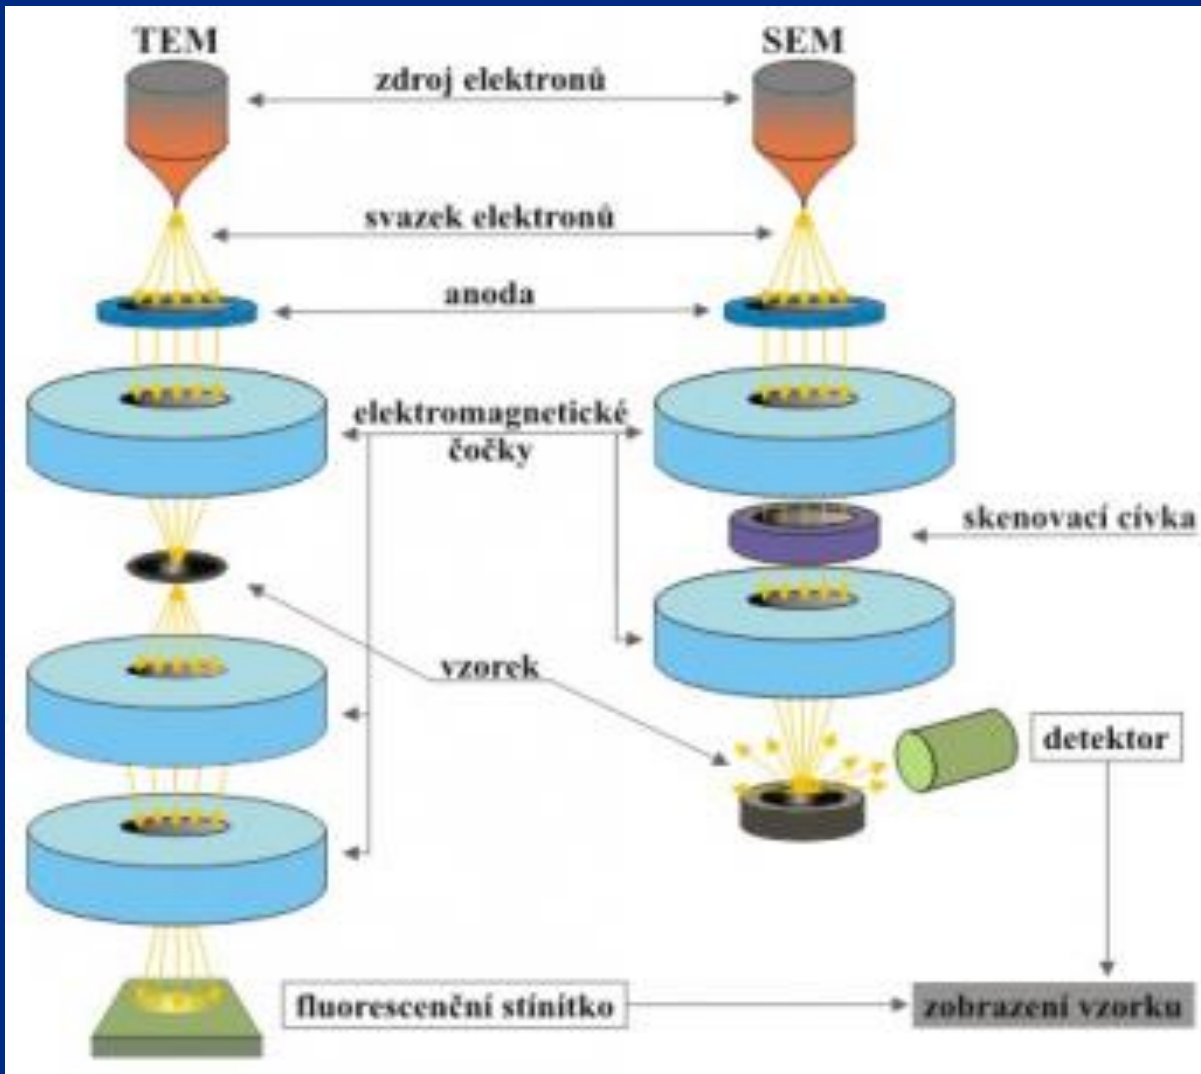 TEM
SEM
zdroj elektronů
svazek elektronů
anoda
elektromagnetické
čočky
skenovací cívka
vzorek
detektor
fluorescenční stínítko
zobrazení vzorku